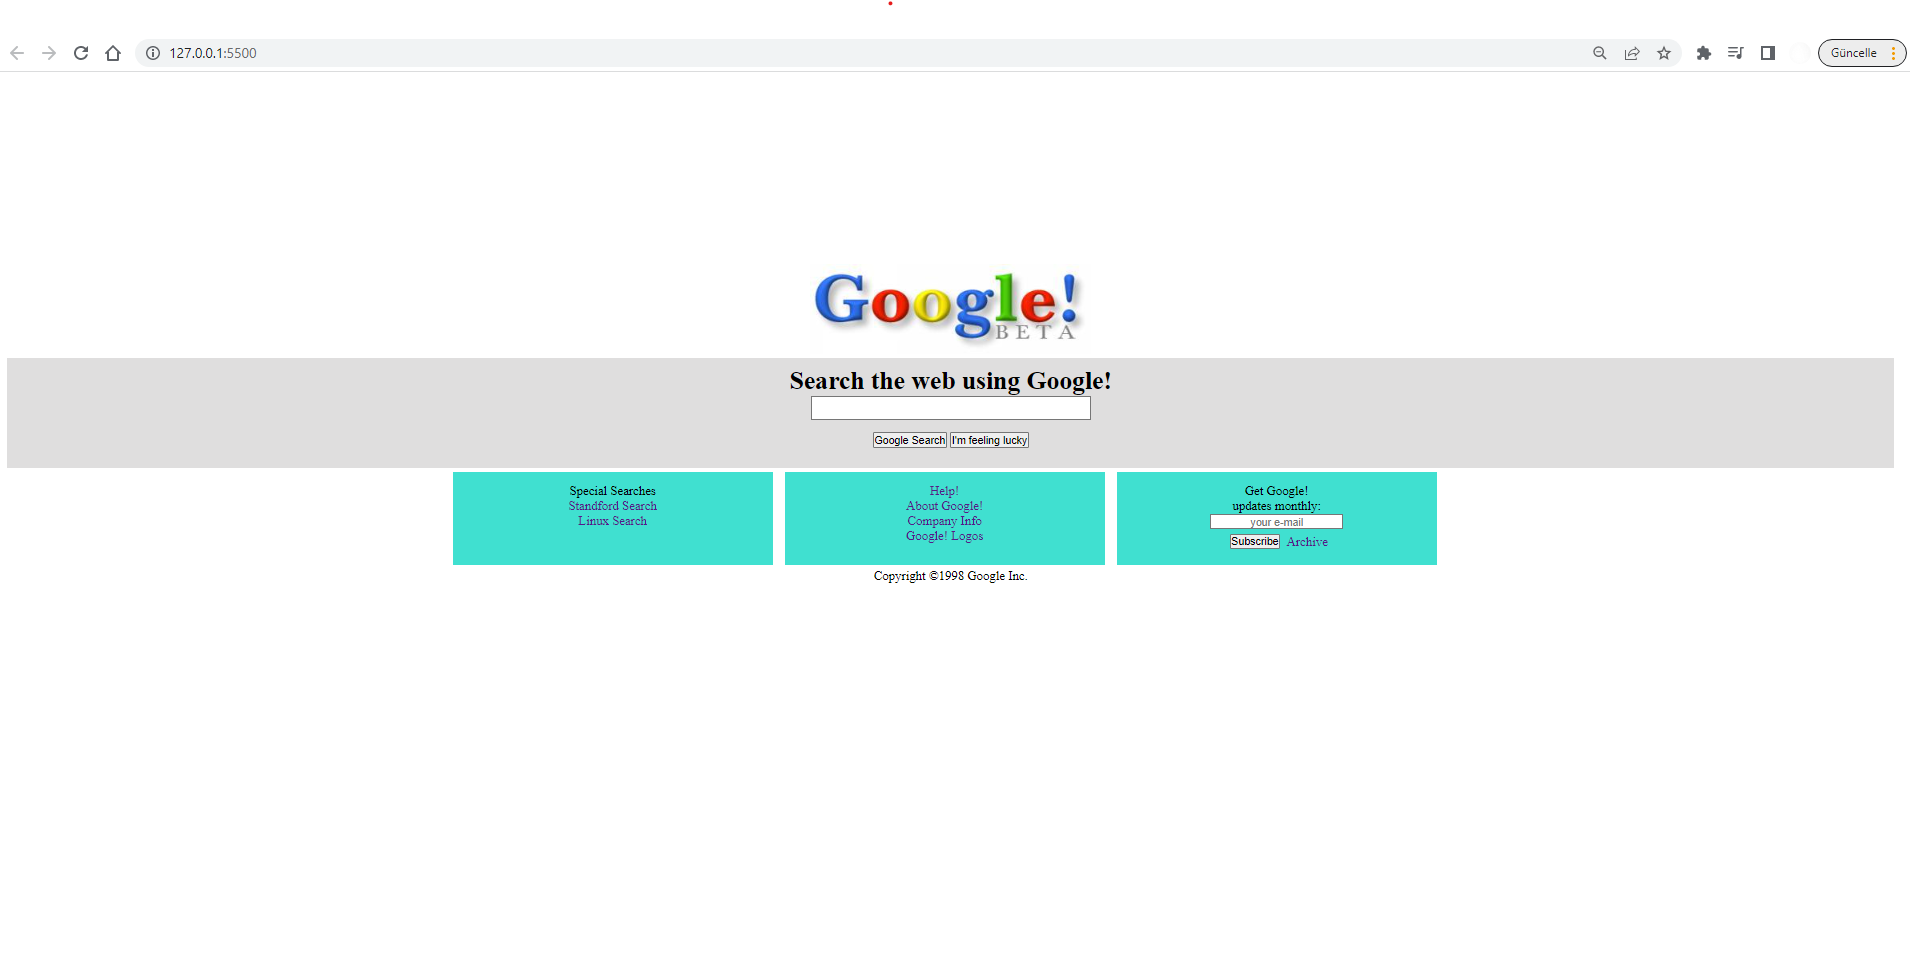 127.0.0.1:5500
Güncelle
Google!
BETA
Search the web using Google!
Google Search I'm feeling lucky
Special Searches
Standford Search
Linux Search
Help!
About Google!
Company Info
Google! Logos
Get Google!
updates monthly:
your e-mail
Subscribe Archive
Copyright ©1998 Google Inc.